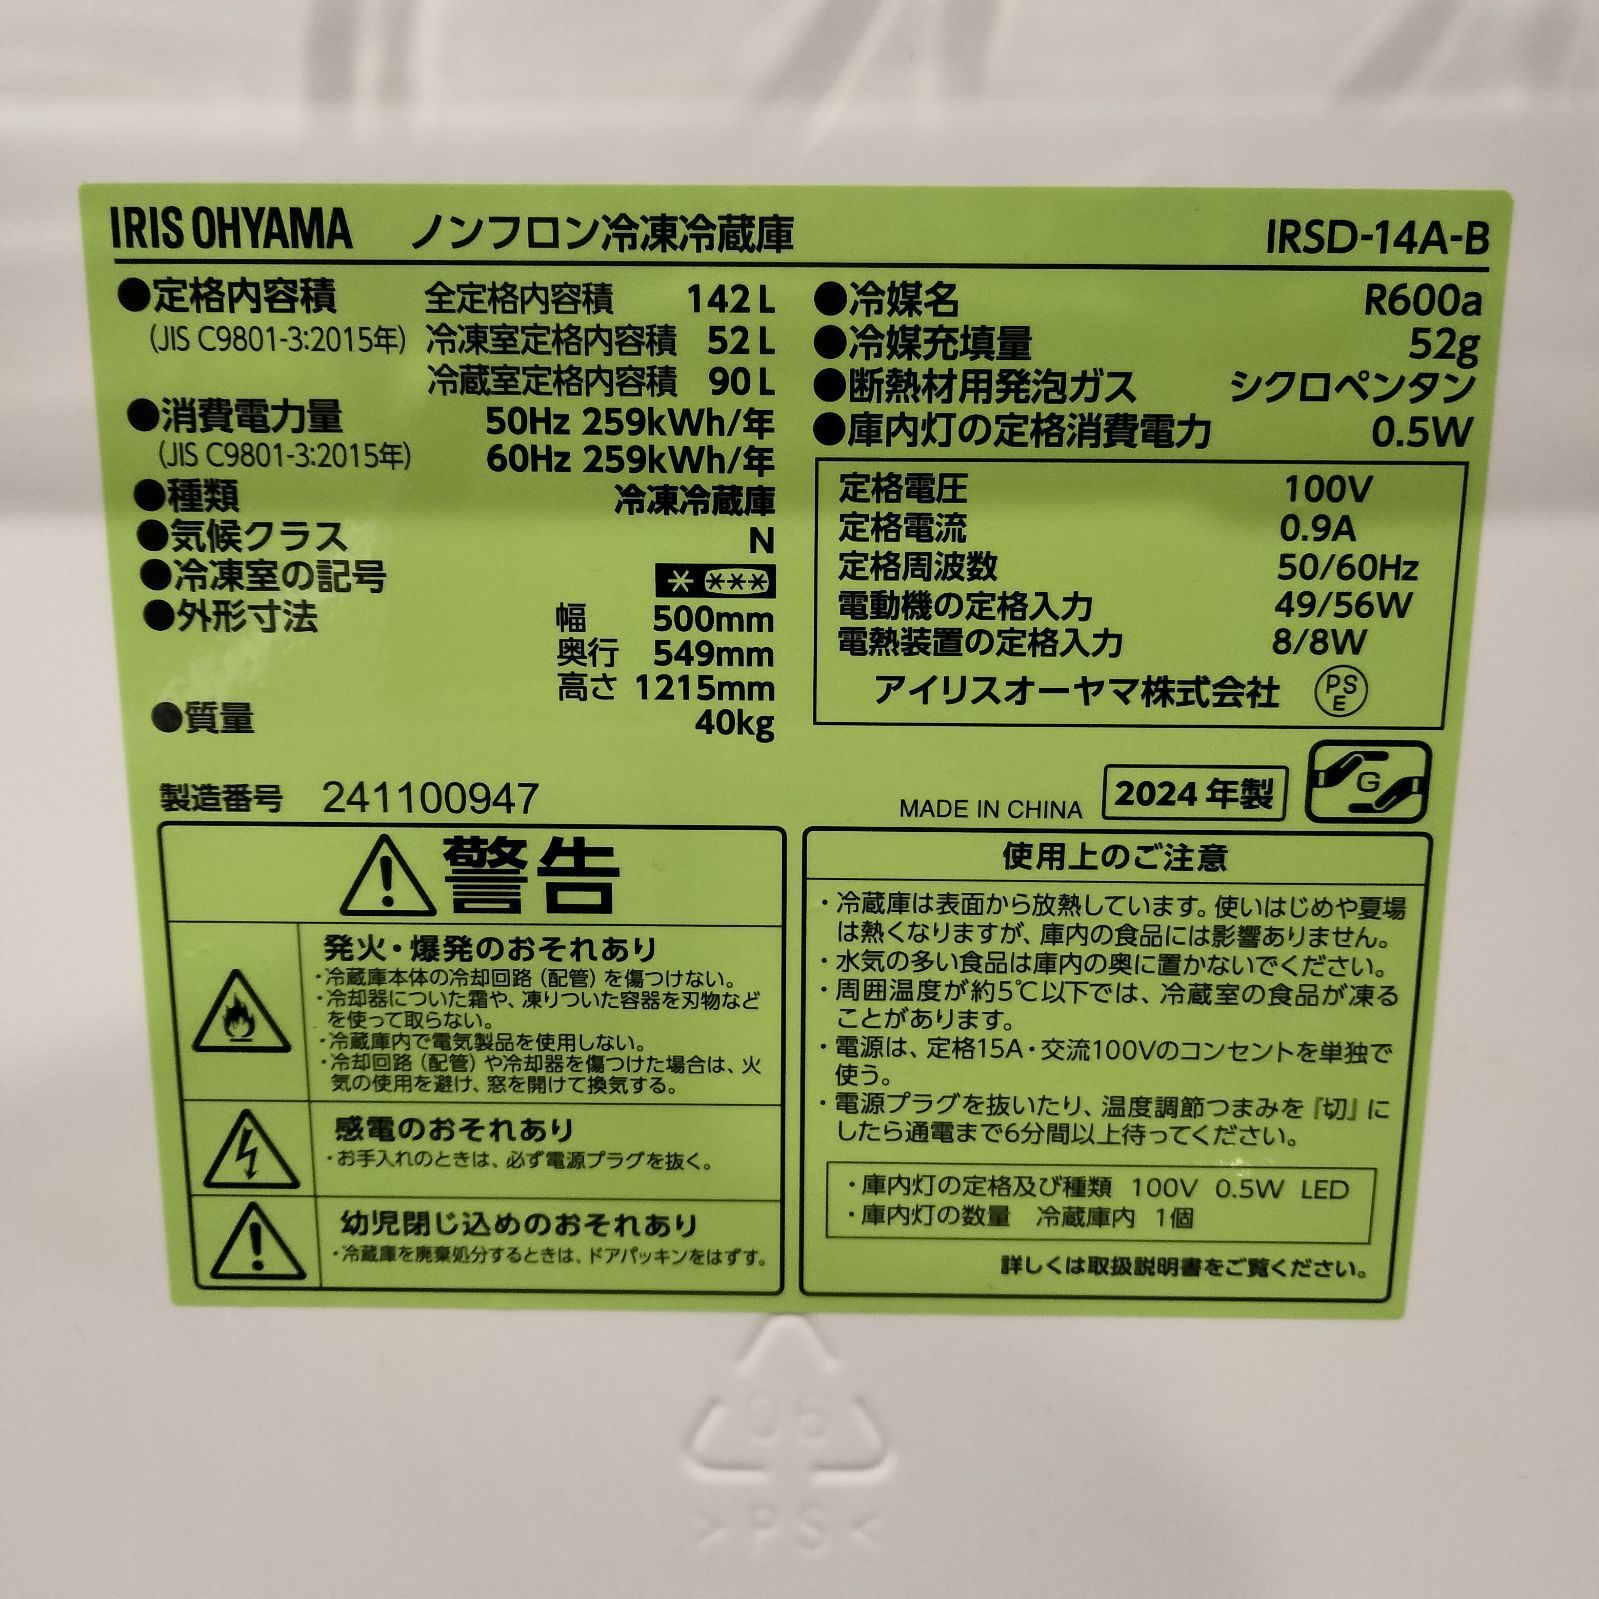 IRIS OHYAMA ノンフロン冷凍冷蔵庫 IRSD-14A-B
●定格内容積 全定格内容積 142L
(JIS C9801-3:2015年) 冷凍室定格内容積 52L
冷蔵室定格内容積 90L
●消費電力量 50Hz 259kWh/年
(JIS C9801-3:2015年) 60Hz 259kWh/年
●種類 冷凍冷蔵庫
●気候クラス N
●冷凍室の記号 * ***
●外形寸法 幅 500mm
奥行 549mm
高さ 1215mm
●質量 40kg
製造番号 241100947
●冷媒名 R600a
●冷媒充填量 52g
●断熱材用発泡ガス シクロペンタン
●庫内灯の定格消費電力 0.5W
定格電圧 100V
定格電流 0.9A
定格周波数 50/60Hz
電動機の定格入力 49/56W
電熱装置の定格入力 8/8W
アイリスオーヤマ株式会社 PSE
MADE IN CHINA 2024年製 G
警告
発火・爆発のおそれあり
・冷蔵庫本体の冷却回路(配管)を傷つけない。
・冷却器についた霜や、凍りついた容器を刃物など
を使って取らない。
・冷蔵庫内で電気製品を使用しない。
・冷却回路(配管)や冷却器を傷つけた場合は、火
気の使用を避け、窓を開けて換気する。
感電のおそれあり
・お手入れのときは、必ず電源プラグを抜く。
幼児閉じ込めのおそれあり
・冷蔵庫を廃棄処分するときは、ドアパッキンをはずす。
使用上のご注意
・冷蔵庫は表面から放熱しています。使いはじめや夏場
は熱くなりますが、庫内の食品には影響ありません。
・水気の多い食品は庫内の奥に置かないでください。
・周囲温度が約5℃以下では、冷蔵室の食品が凍る
ことがあります。
・電源は、定格15A・交流100Vのコンセントを単独で
使う。
・電源プラグを抜いたり、温度調節つまみを『切』に
したら通電まで6分間以上待ってください。
・庫内灯の定格及び種類 100V 0.5W LED
・庫内灯の数量 冷蔵庫内 1個
詳しくは取扱説明書をご覧ください。
06
>PS<